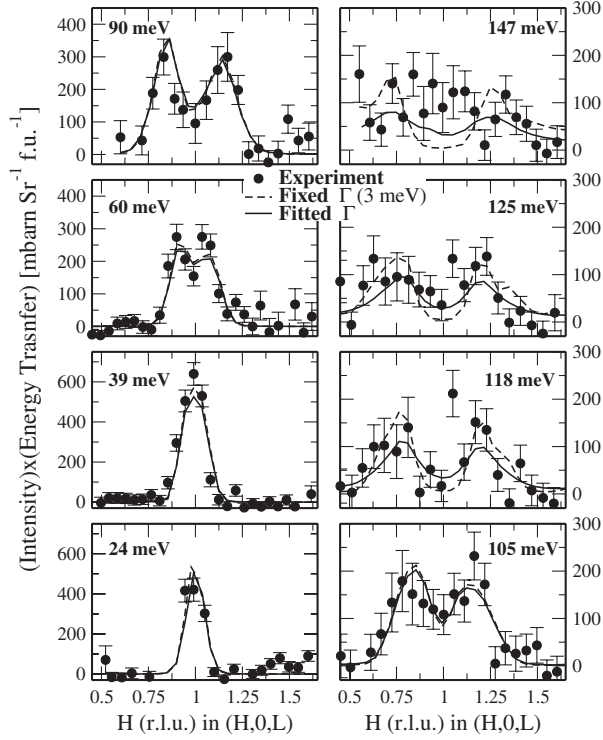 (Intensity)x(Energy Trasnfer) [mbarn Sr⁻¹ f.u.⁻¹]
90 meV
400
300
200
100
0
147 meV
300
200
100
0
Experiment
Fixed Γ (3 meV)
Fitted Γ
60 meV
400
300
200
100
0
125 meV
300
200
100
0
39 meV
600
400
200
0
118 meV
300
200
100
0
24 meV
600
400
200
0
105 meV
300
200
100
0
0.5 0.75 1 1.25 1.5
0.5 0.75 1 1.25 1.5
H (r.l.u.) in (H,0,L)
H (r.l.u.) in (H,0,L)